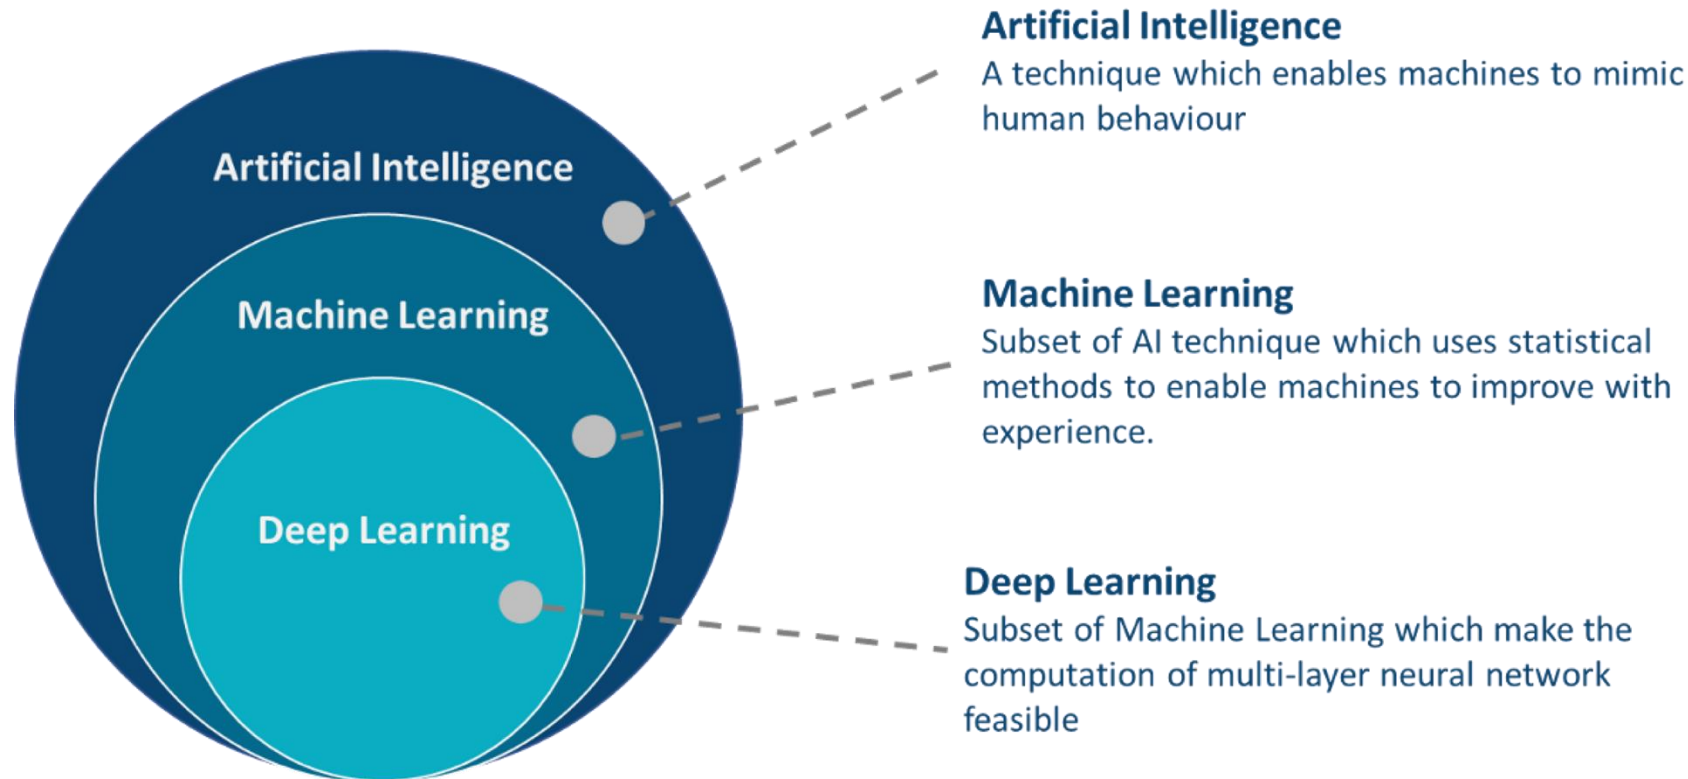 Artificial Intelligence
Machine Learning
Deep Learning
Artificial Intelligence
A technique which enables machines to mimic
human behaviour
Machine Learning
Subset of AI technique which uses statistical
methods to enable machines to improve with
experience.
Deep Learning
Subset of Machine Learning which make the
computation of multi-layer neural network
feasible